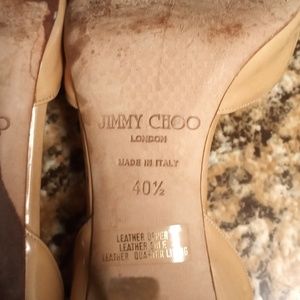 JIMMY CHOO
LONDON
MADE IN ITALY
40½
LEATHER UPPER
LEATHER SOLE
LEATHER QUARTER LINING